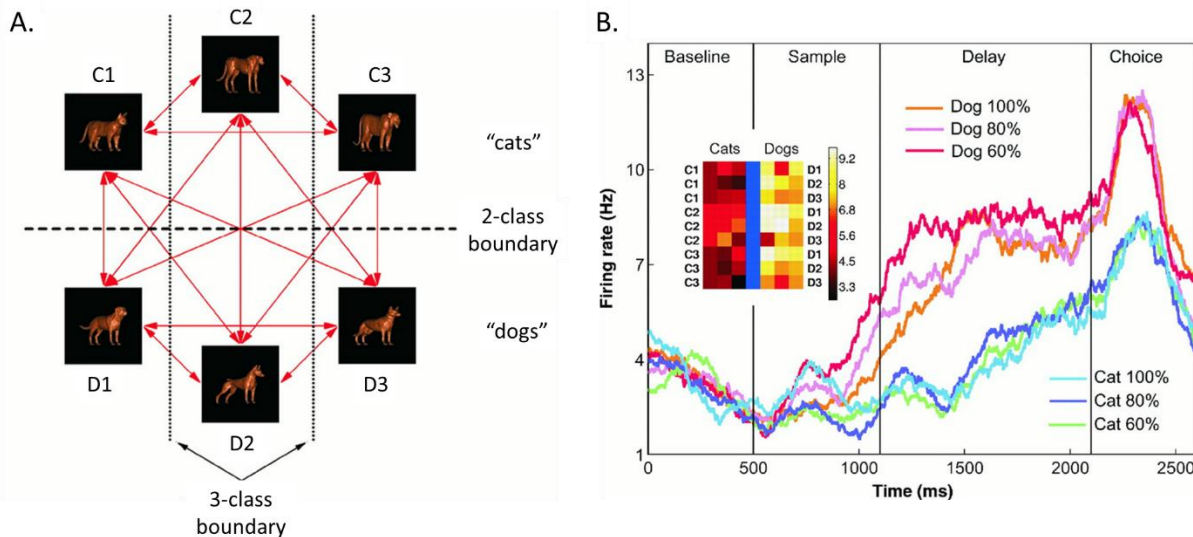 A.
C2
C1
C3
"cats"
2-class
boundary
"dogs"
D1
D3
D2
3-class
boundary
B.
Baseline
Sample
Delay
Choice
13
10
7
4
1
Firing rate (Hz)
Dog 100%
Dog 80%
Dog 60%
Cats Dogs
C1 D1
C1 D2
C1 D3
C2 D1
C2 D2
C2 D3
C3 D1
C3 D2
C3 D3
9.2
8
6.8
5.6
4.4
3.2
Cat 100%
Cat 80%
Cat 60%
0 500 1000 1500 2000 2500
Time (ms)